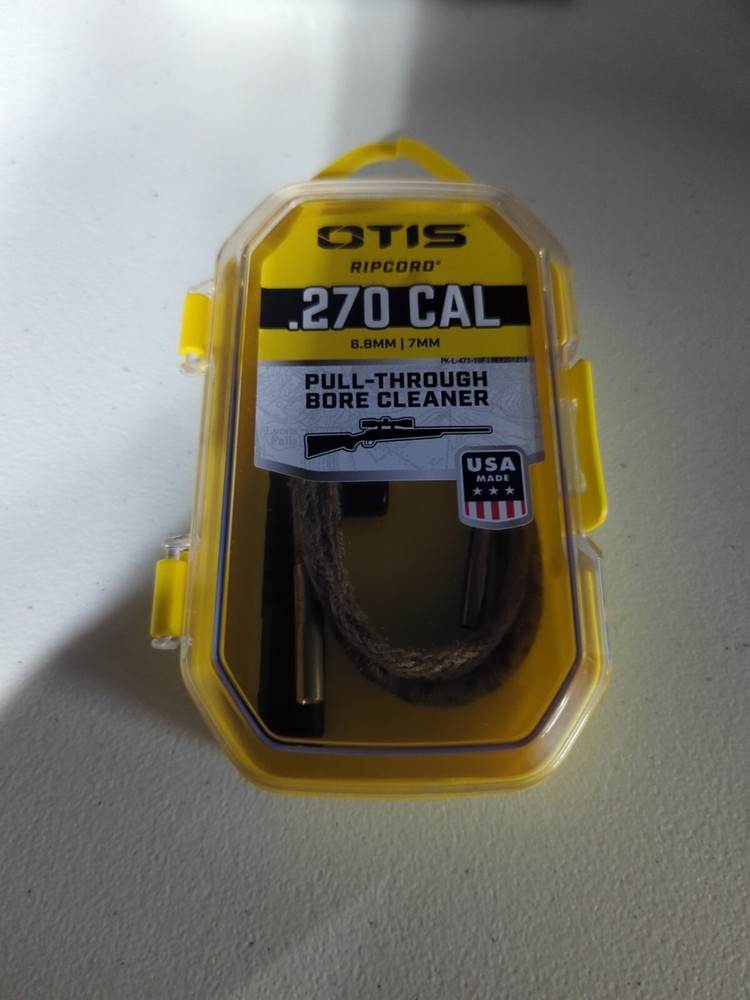 OTIS
RIPCORD®
.270 CAL
6.8MM | 7MM
PULL-THROUGH
BORE CLEANER
USA
MADE